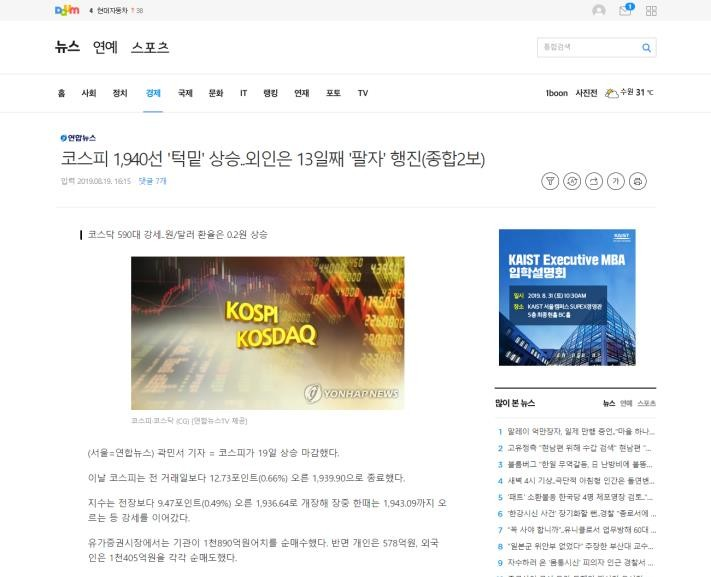 Daum 4 현대자동차 ↑ 38 1
뉴스 연예 스포츠
통합검색
홈 사회 정치 경제 국제 문화 IT 랭킹 연재 포토 TV 1boon 사진전 수원 31 ℃
연합뉴스
코스피 1,940선 '턱밑' 상승..외인은 13일째 '팔자' 행진(종합2보)
입력 2019.08.19. 16:15 댓글 7개
가
코스닥 590대 강세..원/달러 환율은 0.2원 상승
KOSPI
KOSDAQ
YONHAPNEWS
코스피·코스닥 (CG) [연합뉴스TV 제공]
(서울=연합뉴스) 곽민서 기자 = 코스피가 19일 상승 마감했다.
이날 코스피는 전 거래일보다 12.73포인트(0.66%) 오른 1,939.90으로 종료했다.
지수는 전장보다 9.47포인트(0.49%) 오른 1,936.64로 개장해 장중 한때는 1,943.09까지 오
르는 등 강세를 이어갔다.
유가증권시장에서는 기관이 1천890억원어치를 순매수했다. 반면 개인은 578억원, 외국
인은 1천405억원을 각각 순매도했다.
KAIST
KAIST Executive MBA
입학설명회
일시 2019. 8. 31 (토) 10:30AM
장소 KAIST 서울캠퍼스 SUPEX경영관
5층 최종현홀
많이 본 뉴스 뉴스 연예 스포츠
1 말레이 억만장자, 일제 만행 증언.."마을 하나...
2 고유정측 "현남편 위해 수갑 검색" 현남편 "...
3 블룸버그 "한일 무역갈등, 日 난방비에 불똥...
4 새벽 4시 기상..극단적 아침형 인간은 돌연변...
5 '패트' 소환불응 한국당 4명 체포영장 검토.."...
6 '한강시신 사건' 장기화할 뻔..경찰 "종로서에 ...
7 "꼭 사야 합니까"..유니클로서 업무방해 60대 ...
8 "일본군 위안부 없었다" 주장한 부산대 교수...
9 자수하러 온 '몸통시신' 피의자 인근 경찰서...